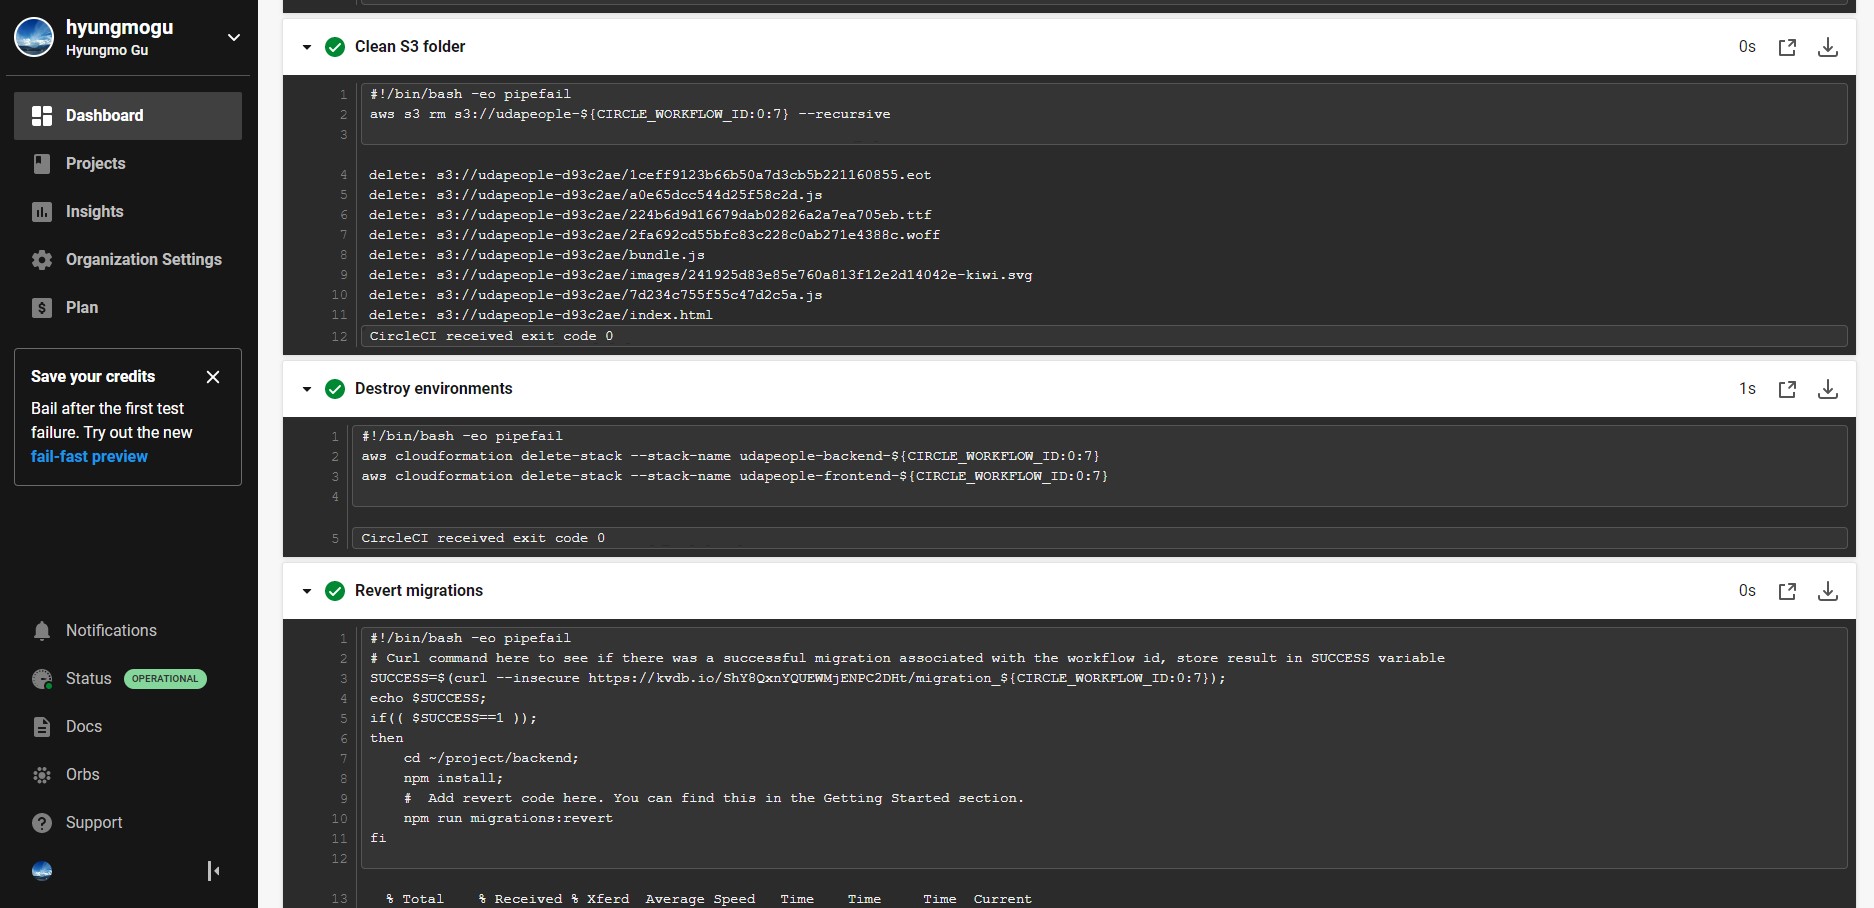 hyungmogu
Hyungmo Gu
Dashboard
Projects
Insights
Organization Settings
Plan
Save your credits
Bail after the first test
failure. Try out the new
fail-fast preview
Notifications
Status OPERATIONAL
Docs
Orbs
Support
Clean S3 folder 0s
1 #!/bin/bash -eo pipefail
2 aws s3 rm s3://udapeople-${CIRCLE_WORKFLOW_ID:0:7} --recursive
3
4 delete: s3://udapeople-d93c2ae/1ceff9123b66b50a7d3cb5b221160855.eot
5 delete: s3://udapeople-d93c2ae/a0e65dcc544d25f58c2d.js
6 delete: s3://udapeople-d93c2ae/224b6d9d16679dab02826a2a7ea705eb.ttf
7 delete: s3://udapeople-d93c2ae/2fa692cd55bfc83c228c0ab271e4388c.woff
8 delete: s3://udapeople-d93c2ae/bundle.js
9 delete: s3://udapeople-d93c2ae/images/241925d83e85e760a813f12e2d14042e-kiwi.svg
10 delete: s3://udapeople-d93c2ae/7d234c755f55c47d2c5a.js
11 delete: s3://udapeople-d93c2ae/index.html
12 CircleCI received exit code 0
Destroy environments 1s
1 #!/bin/bash -eo pipefail
2 aws cloudformation delete-stack --stack-name udapeople-backend-${CIRCLE_WORKFLOW_ID:0:7}
3 aws cloudformation delete-stack --stack-name udapeople-frontend-${CIRCLE_WORKFLOW_ID:0:7}
4
5 CircleCI received exit code 0
Revert migrations 0s
1 #!/bin/bash -eo pipefail
2 # Curl command here to see if there was a successful migration associated with the workflow id, store result in SUCCESS variable
3 SUCCESS=$(curl --insecure https://kvdb.io/ShY8QxnYQUEWMjENPC2DHt/migration_${CIRCLE_WORKFLOW_ID:0:7});
4 echo $SUCCESS;
5 if(( $SUCCESS==1 ));
6 then
7 cd ~/project/backend;
8 npm install;
9 # Add revert code here. You can find this in the Getting Started section.
10 npm run migrations:revert
11 fi
12
13 % Total % Received % Xferd Average Speed Time Time Time Current